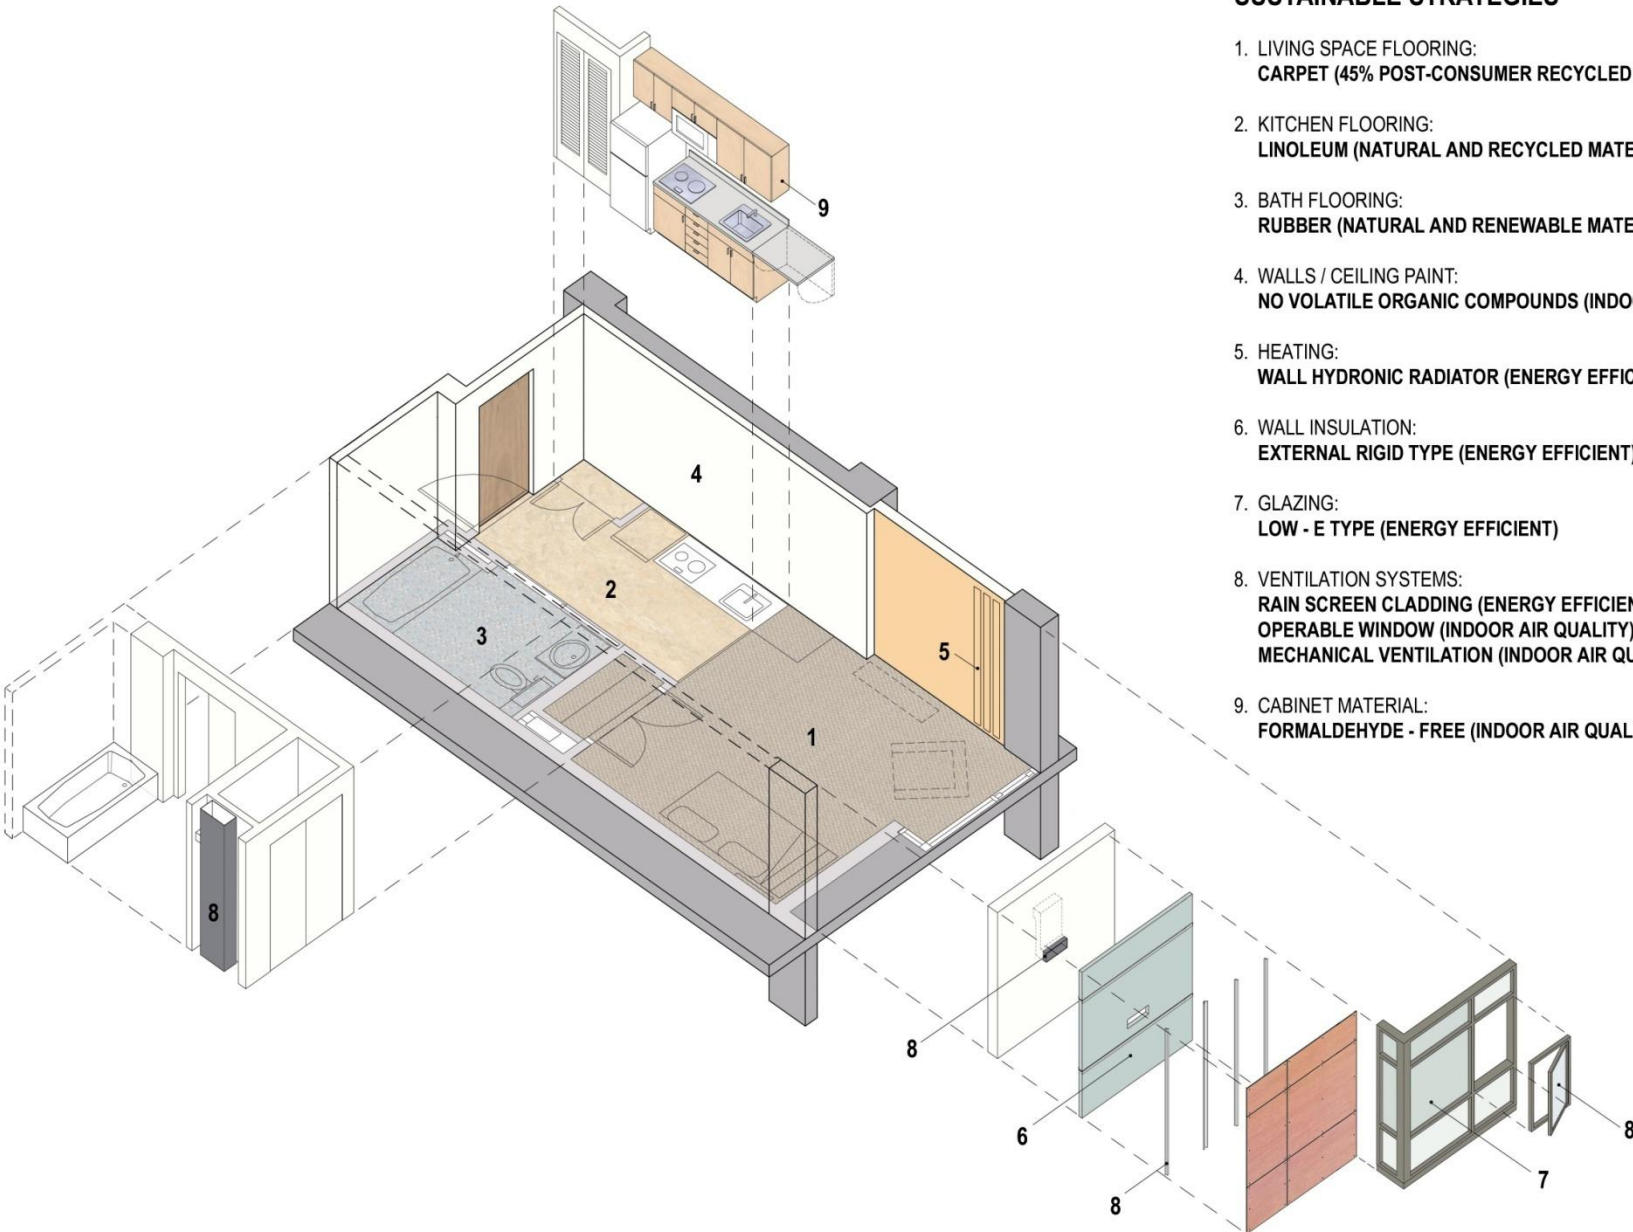 SUSTAINABLE STRATEGIES
1. LIVING SPACE FLOORING:
CARPET (45% POST-CONSUMER RECYCLED
2. KITCHEN FLOORING:
LINOLEUM (NATURAL AND RECYCLED MATE
3. BATH FLOORING:
RUBBER (NATURAL AND RENEWABLE MATE
4. WALLS / CEILING PAINT:
NO VOLATILE ORGANIC COMPOUNDS (INDOO
5. HEATING:
WALL HYDRONIC RADIATOR (ENERGY EFFIC
6. WALL INSULATION:
EXTERNAL RIGID TYPE (ENERGY EFFICIENT)
7. GLAZING:
LOW - E TYPE (ENERGY EFFICIENT)
8. VENTILATION SYSTEMS:
RAIN SCREEN CLADDING (ENERGY EFFICIEN
OPERABLE WINDOW (INDOOR AIR QUALITY)
MECHANICAL VENTILATION (INDOOR AIR QU
9. CABINET MATERIAL:
FORMALDEHYDE - FREE (INDOOR AIR QUAL
9
4
2
3
5
1
8
8
6
8
7
8